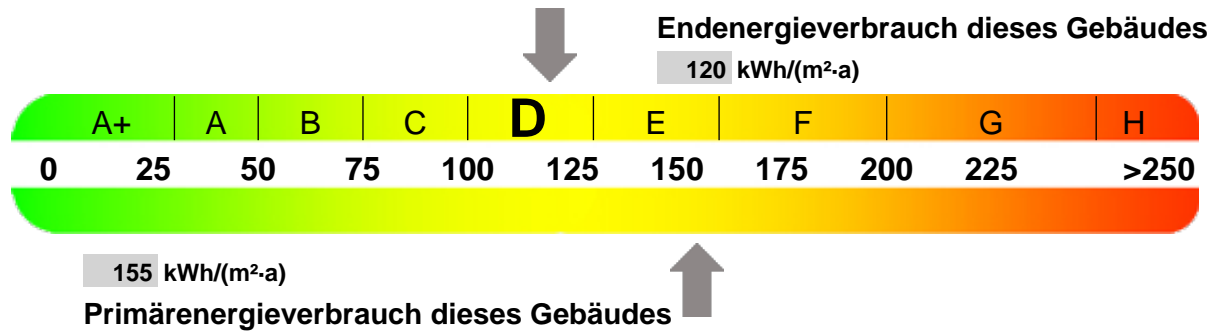 Endenergieverbrauch dieses Gebäudes
120 kWh/(m²·a)
A+ A B C D E F G H
0 25 50 75 100 125 150 175 200 225 >250
155 kWh/(m²·a)
Primärenergieverbrauch dieses Gebäudes